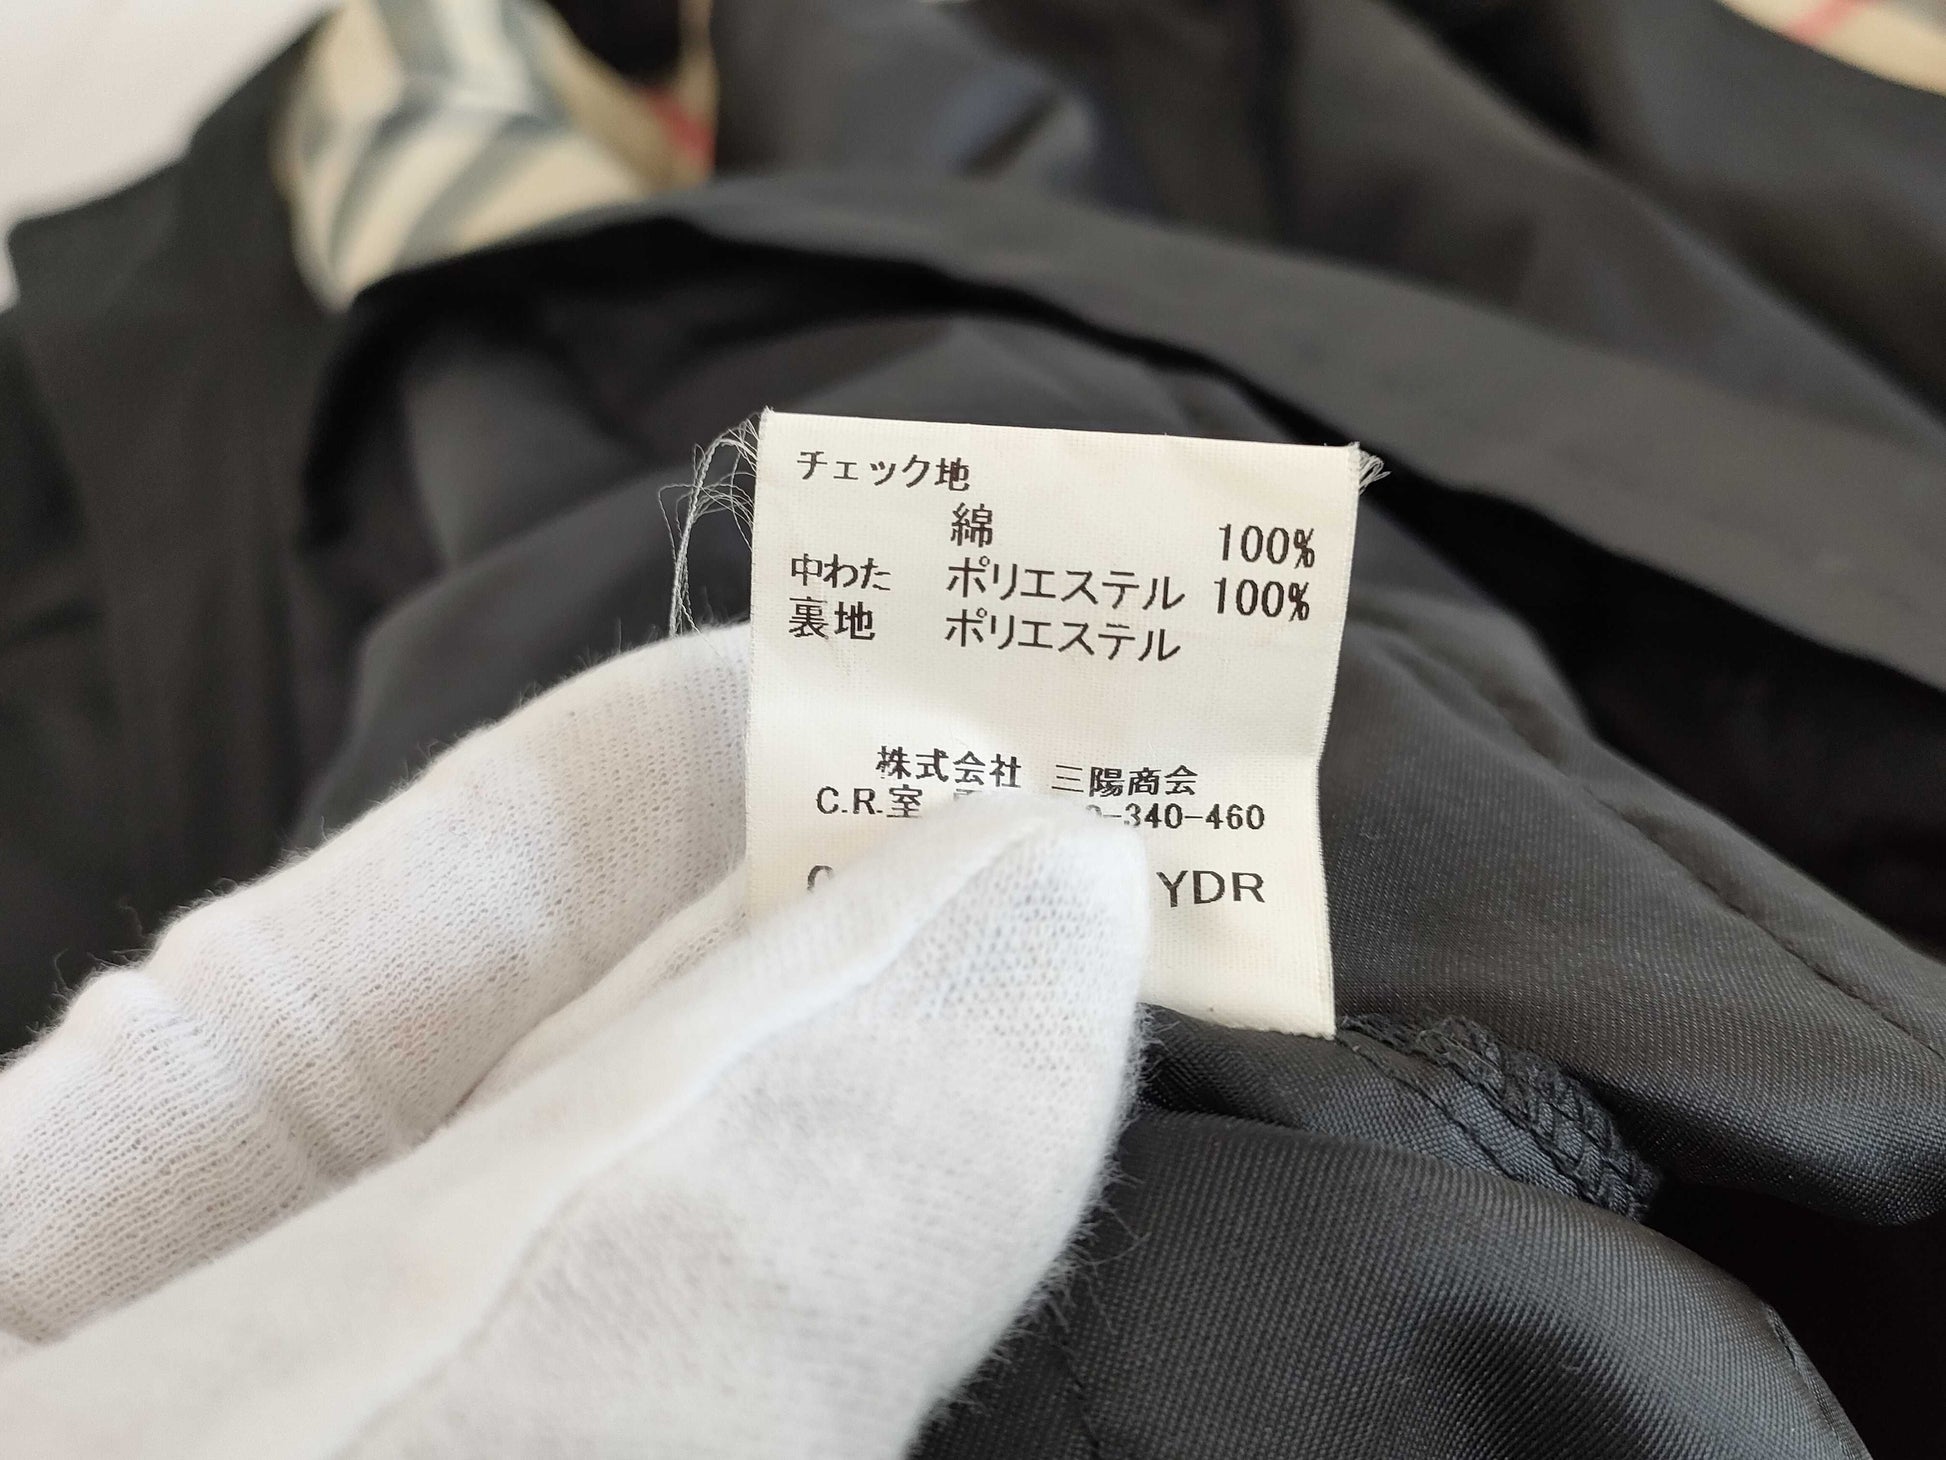 チェック地
綿 100%
中わた ポリエステル 100%
裏地 ポリエステル
株式会社 三陽商会
C.R.室 -340-460
YDR